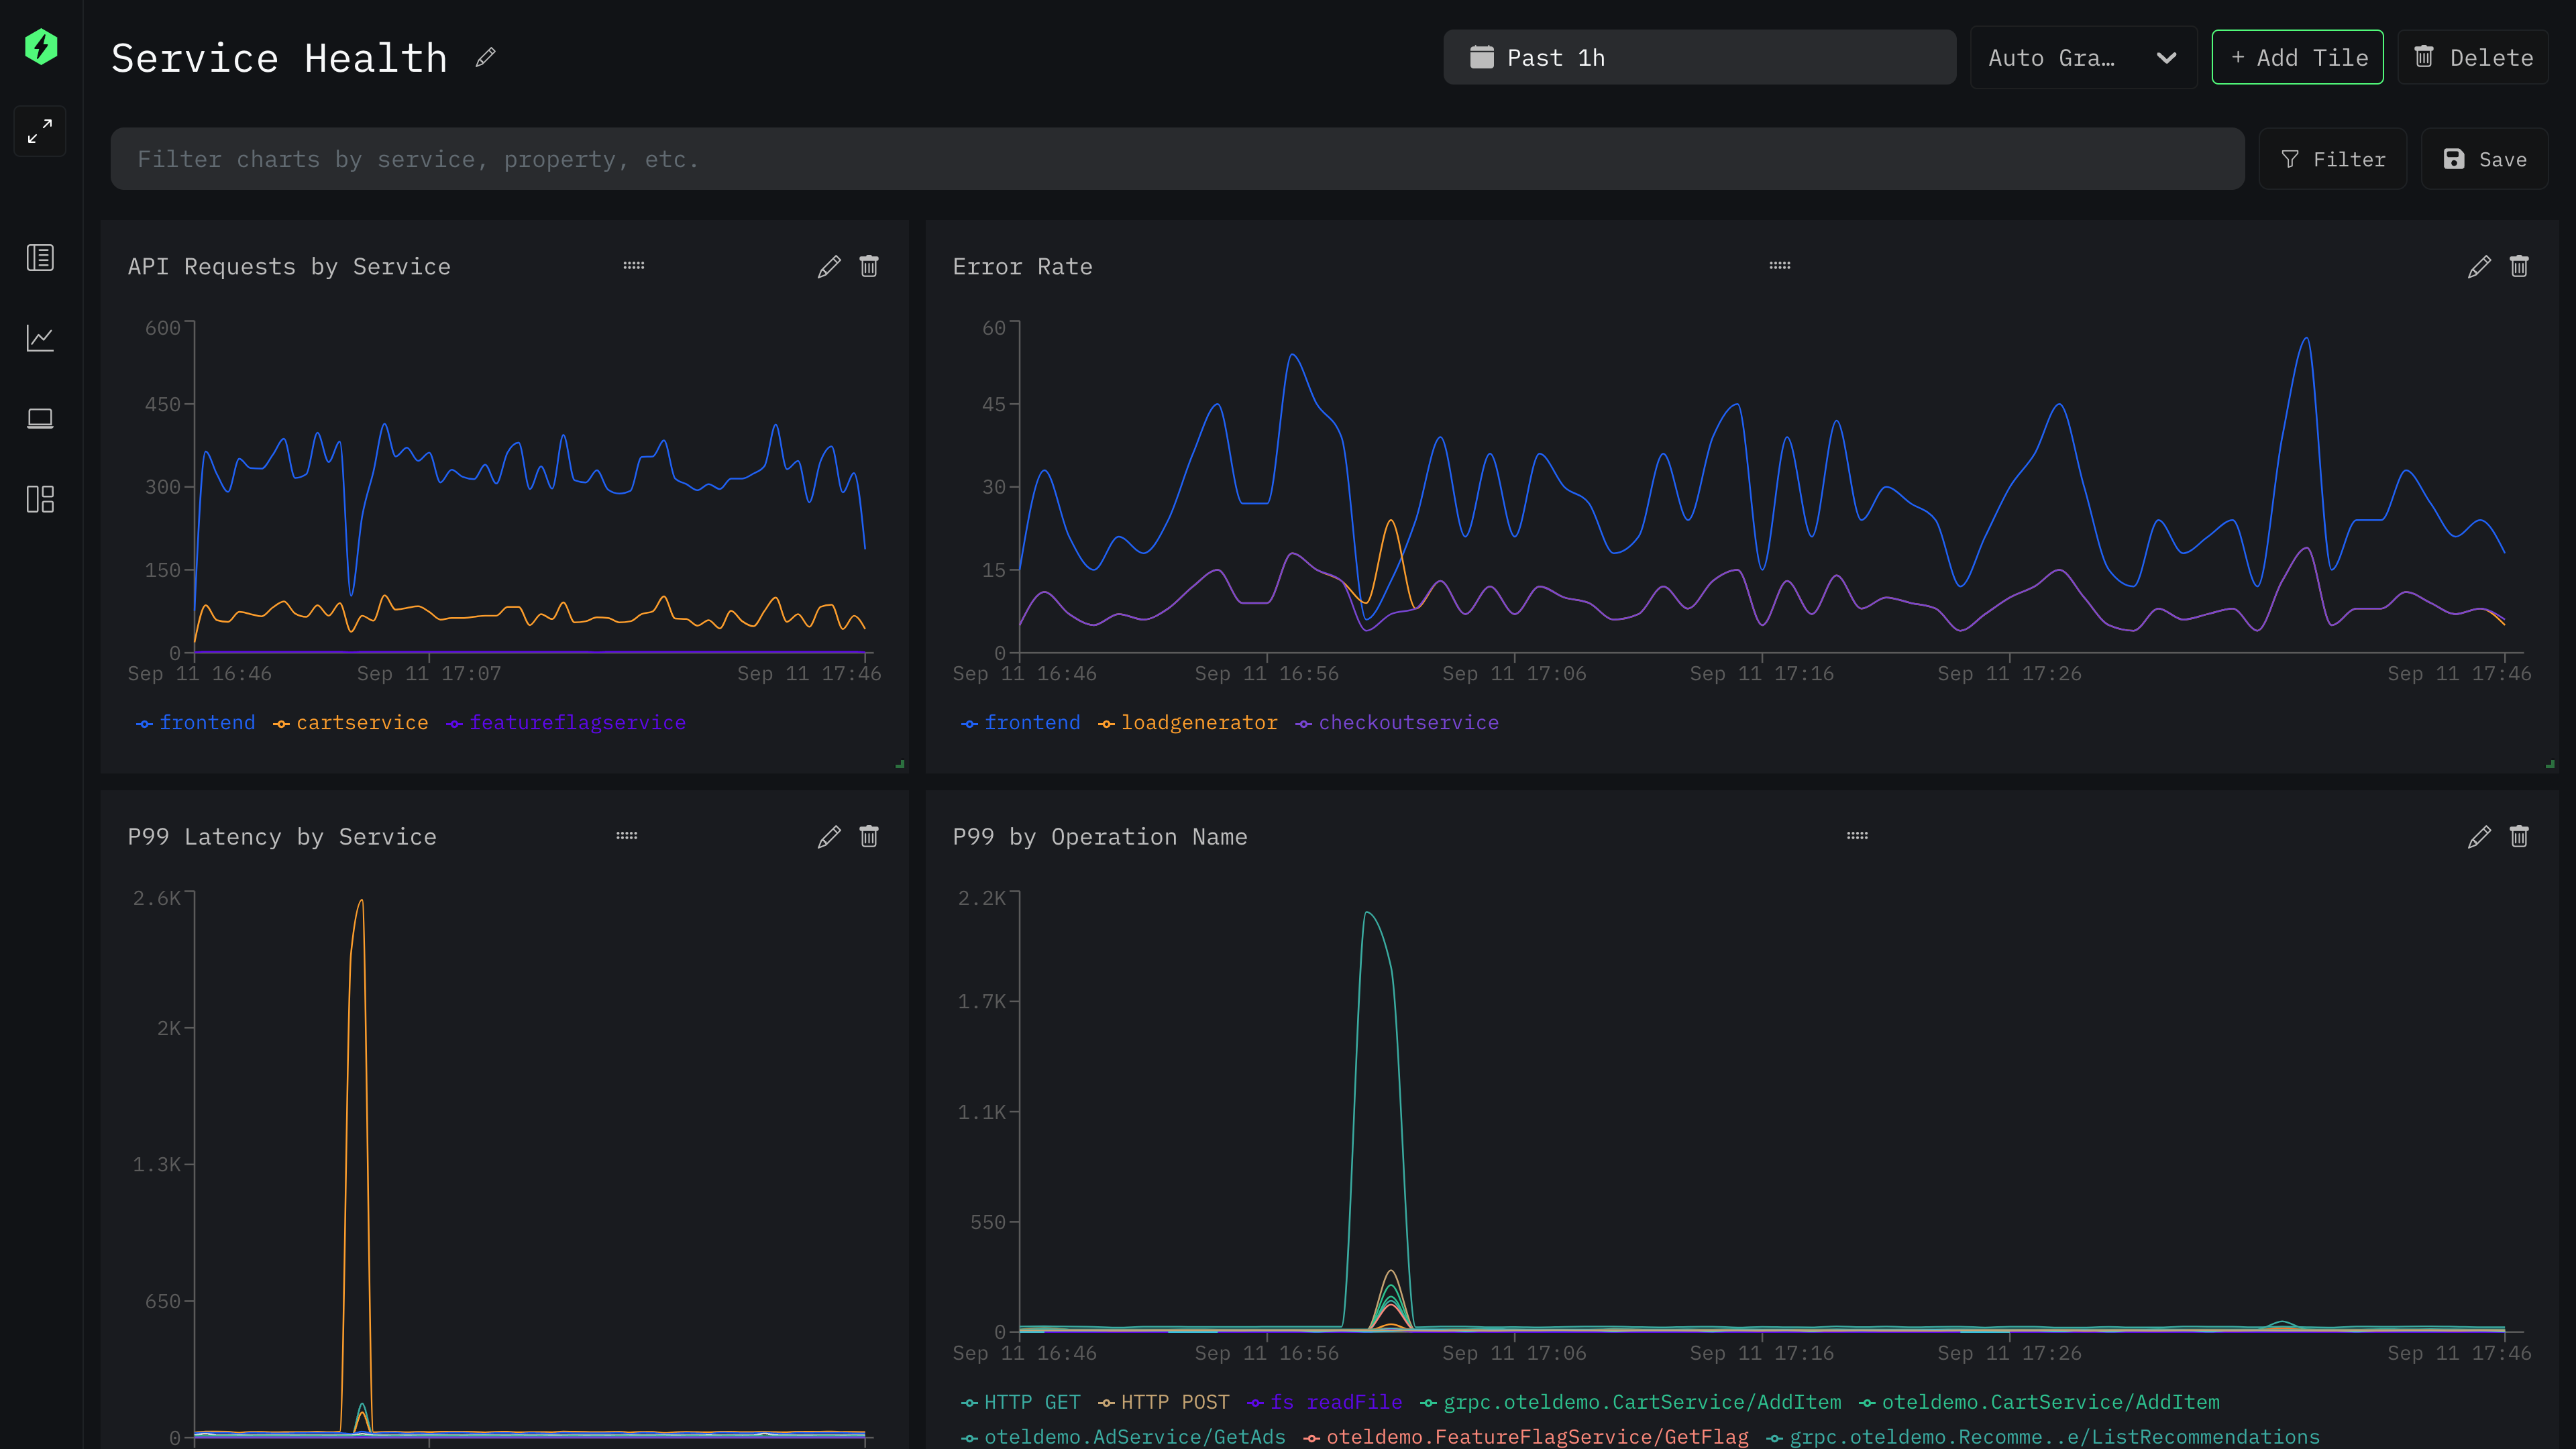 Service Health
Past 1h
Auto Gra…
+ Add Tile
Delete
Filter charts by service, property, etc.
Filter
Save
API Requests by Service
600
450
300
150
0
Sep 11 16:46 Sep 11 17:07 Sep 11 17:46
frontend cartservice featureflagservice
Error Rate
60
45
30
15
0
Sep 11 16:46 Sep 11 16:56 Sep 11 17:06 Sep 11 17:16 Sep 11 17:26 Sep 11 17:46
frontend loadgenerator checkoutservice
P99 Latency by Service
2.6K
2K
1.3K
650
0
P99 by Operation Name
2.2K
1.7K
1.1K
550
0
Sep 11 16:46 Sep 11 16:56 Sep 11 17:06 Sep 11 17:16 Sep 11 17:26 Sep 11 17:46
HTTP GET HTTP POST fs readFile grpc.oteldemo.CartService/AddItem oteldemo.CartService/AddItem
oteldemo.AdService/GetAds oteldemo.FeatureFlagService/GetFlag grpc.oteldemo.Recomme..e/ListRecommendations